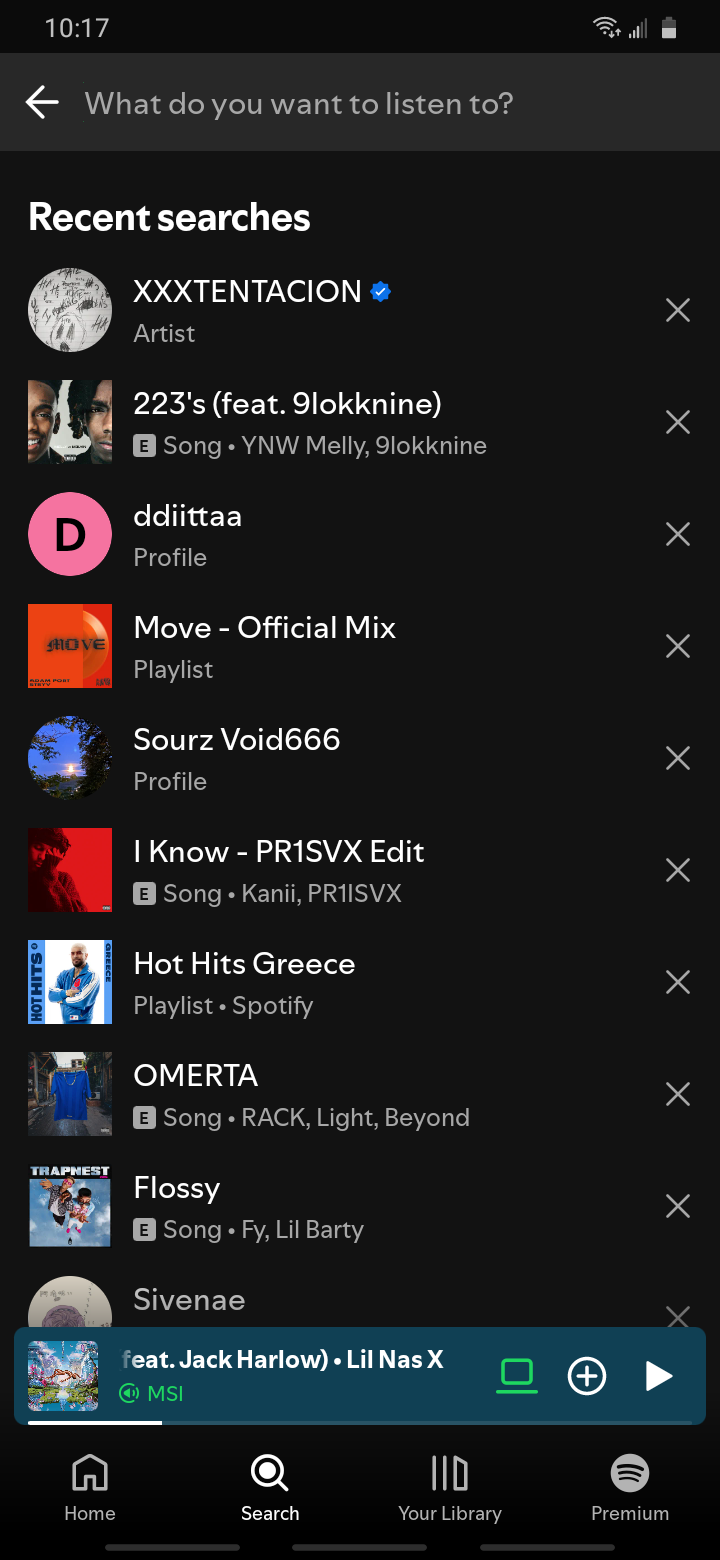 10:17
What do you want to listen to?
Recent searches
XXXTENTACION
Artist
223's (feat. 9lokknine)
E Song • YNW Melly, 9lokknine
D
ddiittaa
Profile
MOVE
Move - Official Mix
Playlist
Sourz Void666
Profile
I Know - PR1SVX Edit
E Song • Kanii, PR1ISVX
HOT HITS
GREECE
Hot Hits Greece
Playlist • Spotify
OMERTA
E Song • RACK, Light, Beyond
TRAPNEST
Flossy
E Song • Fy, Lil Barty
Sivenae
feat. Jack Harlow) • Lil Nas X
MSI
Home
Search
Your Library
Premium